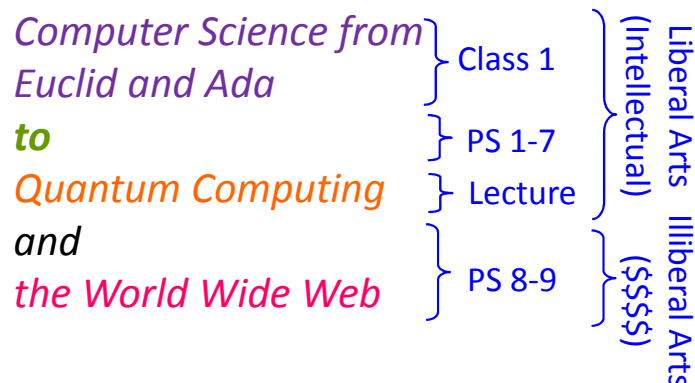 Computer Science from
Euclid and Ada
to
Quantum Computing
and
the World Wide Web
Class 1
PS 1-7
Lecture
PS 8-9
Liberal Arts
(Intellectual)
Illiberal Arts
($$$$)